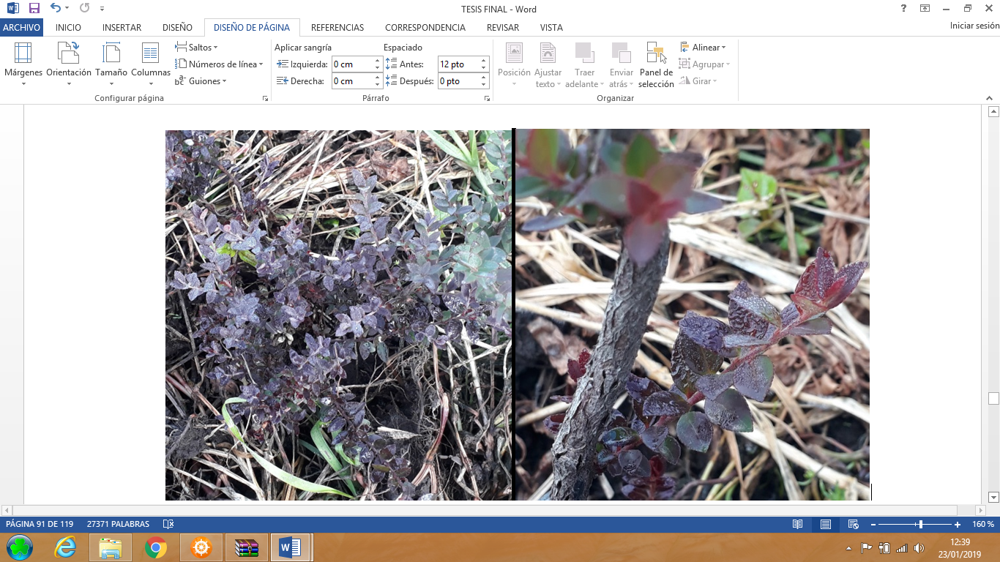 TESIS FINAL - Word
ARCHIVO INICIO INSERTAR DISEÑO DISEÑO DE PÁGINA REFERENCIAS CORRESPONDENCIA REVISAR VISTA Iniciar sesión
Márgenes Orientación Tamaño Columnas
Saltos
Números de línea
Guiones
Configurar página
Aplicar sangría Espaciado
Izquierda: 0 cm Antes: 12 pto
Derecha: 0 cm Después: 0 pto
Párrafo
Posición Ajustar texto Traer adelante Enviar atrás Panel de selección
Alinear
Agrupar
Girar
Organizar
PÁGINA 91 DE 119 27371 PALABRAS 160 %
12:39
23/01/2019